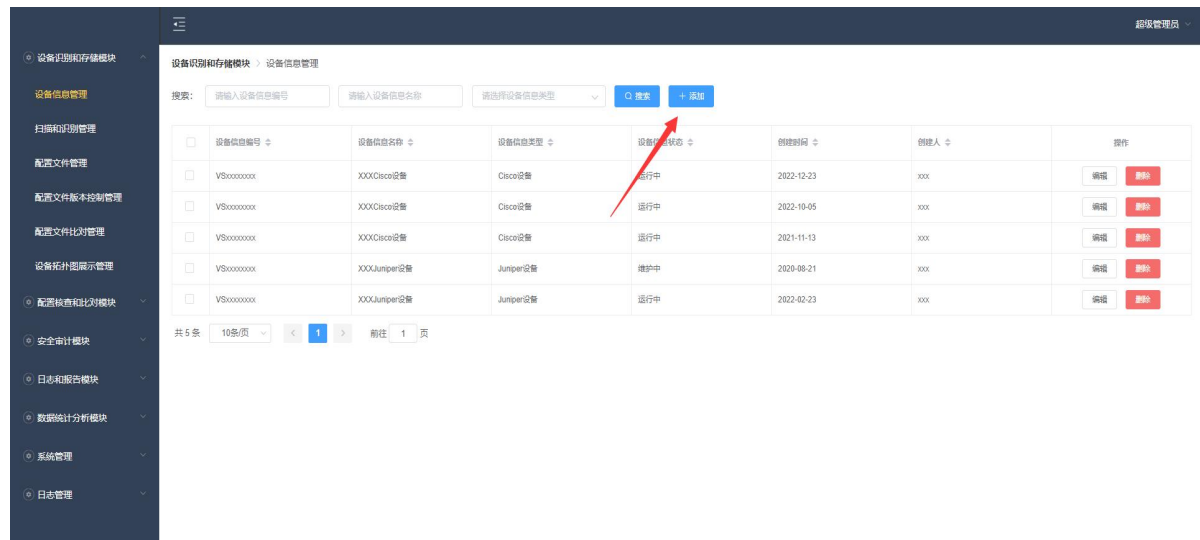 超级管理员
设备识别和存储模块
设备信息管理
扫描和识别管理
配置文件管理
配置文件版本控制管理
配置文件比对管理
设备拓扑图展示管理
配置核查和比对模块
安全审计模块
日志和报告模块
数据统计分析模块
系统管理
日志管理
设备识别和存储模块 > 设备信息管理
搜索: 请输入设备信息编号 请输入设备信息名称 请选择设备信息类型 搜索 + 添加
设备信息编号 设备信息名称 设备信息类型 设备信息状态 创建时间 创建人 操作
VSxxxxxxxx XXXCisco设备 Cisco设备 运行中 2022-12-23 xxx 编辑 删除
VSxxxxxxxx XXXCisco设备 Cisco设备 运行中 2022-10-05 xxx 编辑 删除
VSxxxxxxxx XXXCisco设备 Cisco设备 运行中 2021-11-13 xxx 编辑 删除
VSxxxxxxxx XXXJuniper设备 Juniper设备 维护中 2020-08-21 xxx 编辑 删除
VSxxxxxxxx XXXJuniper设备 Juniper设备 运行中 2022-02-23 xxx 编辑 删除
共 5 条 10条/页 < 1 > 前往 1 页